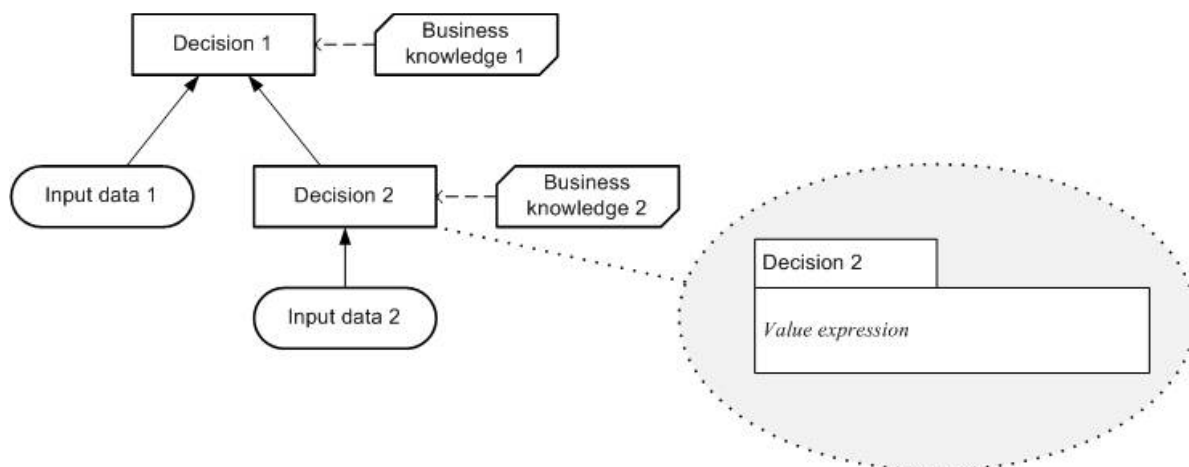 Decision 1
Business
knowledge 1
Input data 1
Decision 2
Business
knowledge 2
Input data 2
Decision 2
Value expression